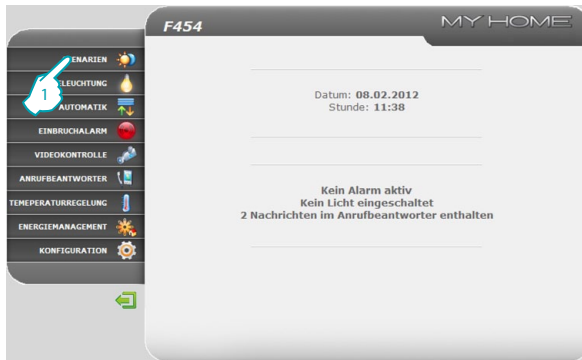 F454
MY HOME
ENARIEN
ELEUCHTUNG
1
AUTOMATIK
EINBRUCHALARM
VIDEOKONTROLLE
ANRUFBEANTWORTER
TEMEPERATURREGELUNG
ENERGIEMANAGEMENT
KONFIGURATION
Datum: 08.02.2012
Stunde: 11:38
Kein Alarm aktiv
Kein Licht eingeschaltet
2 Nachrichten im Anrufbeantworter enthalten